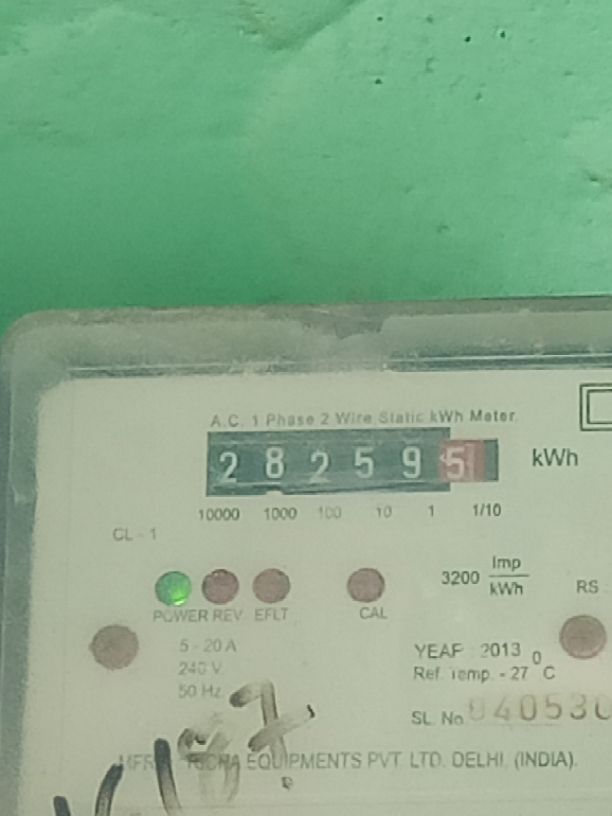 A.C. 1 Phase 2 Wire Static kWh Meter.
2 8 2 5 9 5 kWh
10000 1000 100 10 1 1/10
CL - 1
3200 Imp/kWh
RS
POWER REV EFLT CAL
5 - 20 A
240 V
50 Hz
YEAR : 2013
Ref. Temp. - 27 0 C
SL. No. 040530
EQUIPMENTS PVT. LTD. DELHI, (INDIA).